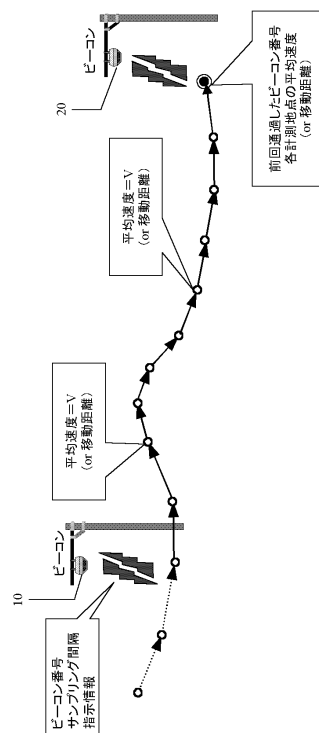 ビーコン番号
サンプリング間隔
指示情報
10
ビーコン
平均速度=V
(or 移動距離)
平均速度=V
(or 移動距離)
20
ビーコン
前回通過したビーコン番号
各計測地点の平均速度
(or 移動距離)